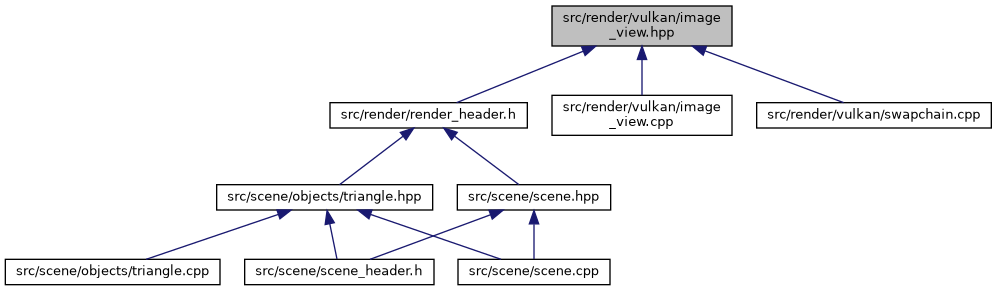 src/render/vulkan/image
_view.hpp
src/render/render_header.h
src/render/vulkan/image
_view.cpp
src/render/vulkan/swapchain.cpp
src/scene/objects/triangle.hpp
src/scene/scene.hpp
src/scene/objects/triangle.cpp
src/scene/scene_header.h
src/scene/scene.cpp